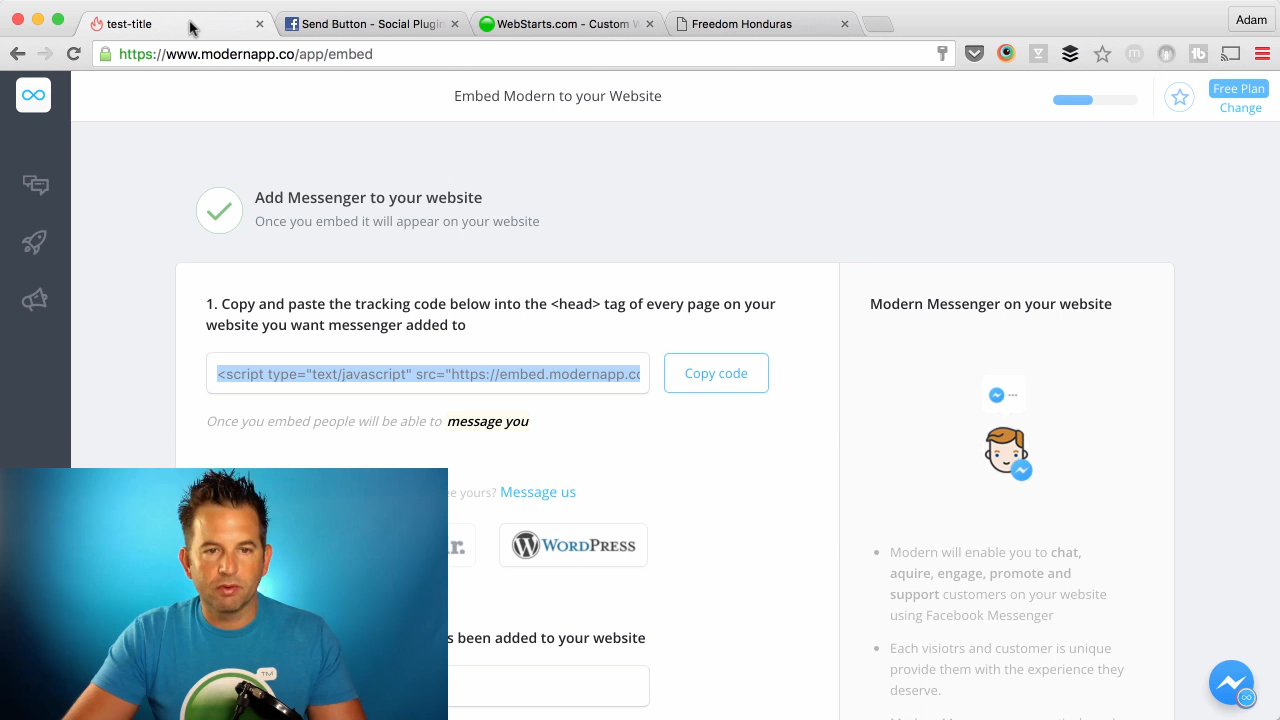 test-title
Send Button - Social Plugin
WebStarts.com - Custom W
Freedom Honduras
Adam
https://www.modernapp.co/app/embed
Embed Modern to your Website
Free Plan
Change
Add Messenger to your website
Once you embed it will appear on your website
1. Copy and paste the tracking code below into the <head> tag of every page on your
website you want messenger added to
<script type="text/javascript" src="https://embed.modernapp.co
Copy code
Once you embed people will be able to message you
ee yours? Message us
r.
WORDPRESS
s been added to your website
Modern Messenger on your website
Modern will enable you to chat,
aquire, engage, promote and
support customers on your website
using Facebook Messenger
Each visiotrs and customer is unique
provide them with the experience they
deserve.
TM